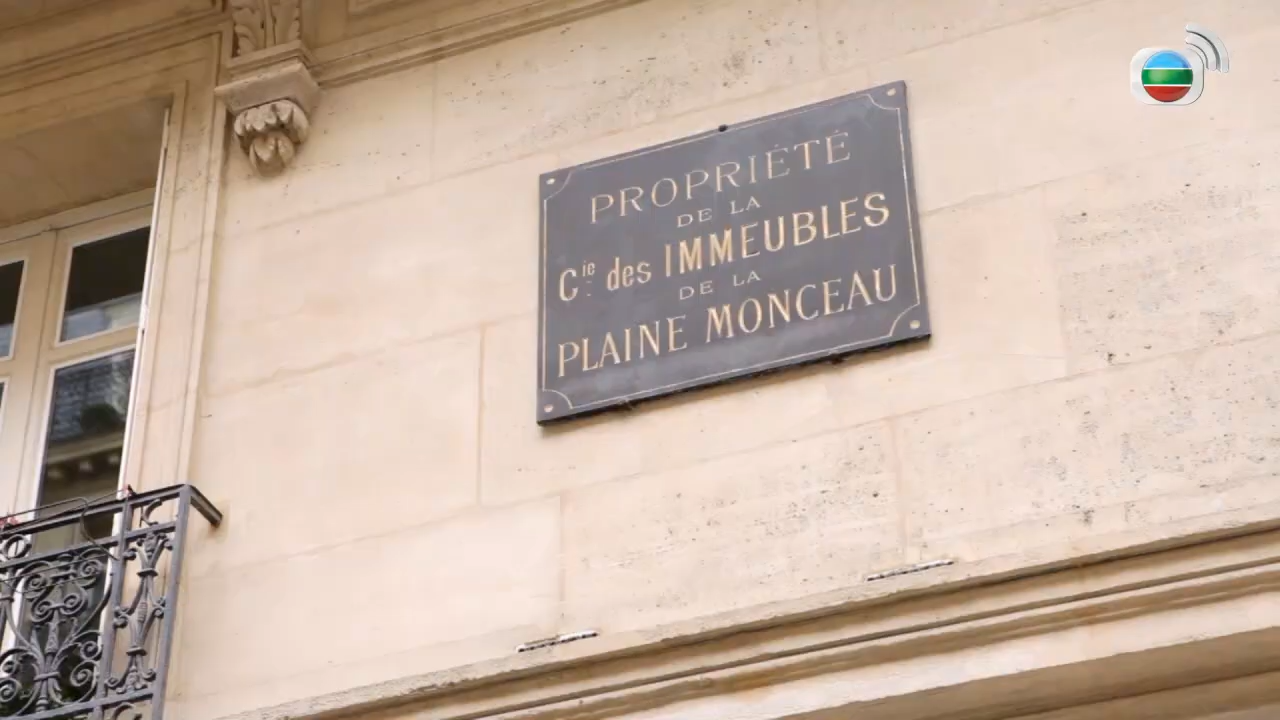 PROPRIÉTÉ
DE LA
Cie des IMMEUBLES
DE LA
PLAINE MONCEAU